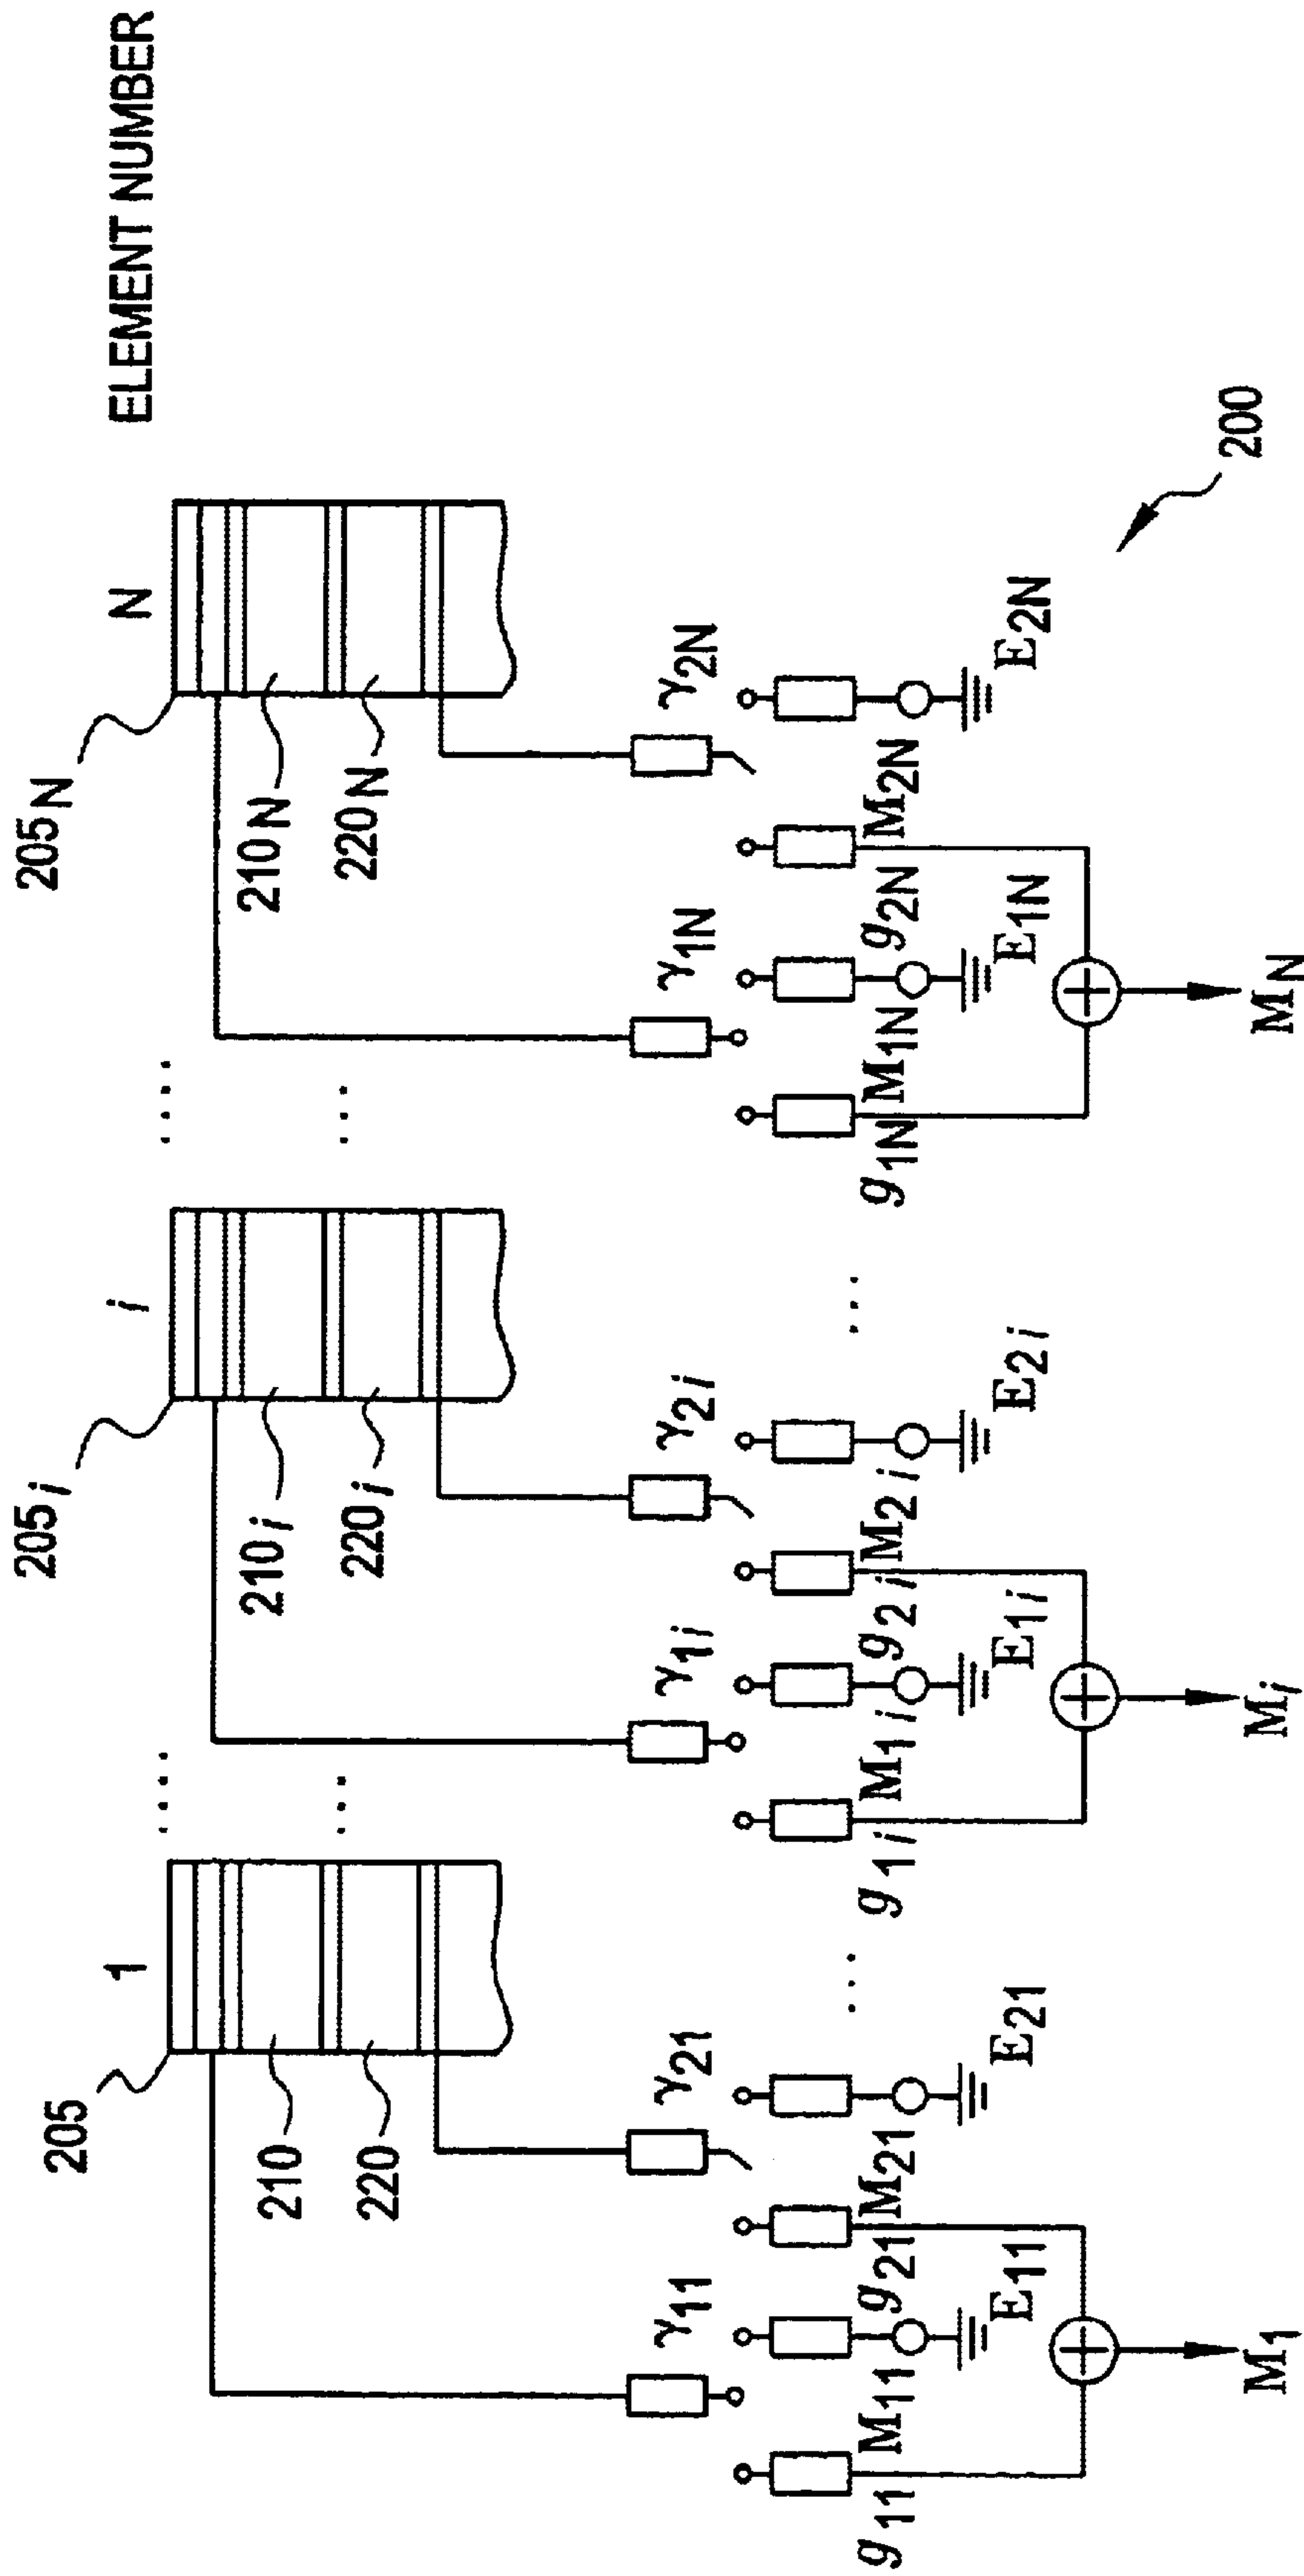 ELEMENT NUMBER
1 i N
205 205i 205N
210 210i 210N
220 220i 220N
γ11 γ21 γ1i γ2i γ1N γ2N
g11 M11 g21 M21 g1i M1i g2i M2i g1N M1N g2N M2N
E11 E21 E1i E2i E1N E2N
M1 Mi MN
200